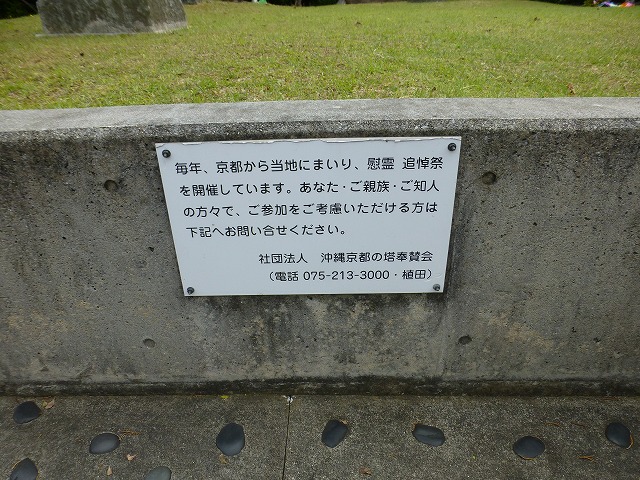 毎年、京都から当地にまいり、慰霊 追悼祭
を開催しています。あなた・ご親族・ご知人
の方々で、ご参加をご考慮いただける方は
下記へお問い合せください。
社団法人 沖縄京都の塔奉賛会
（電話 075-213-3000・植田）